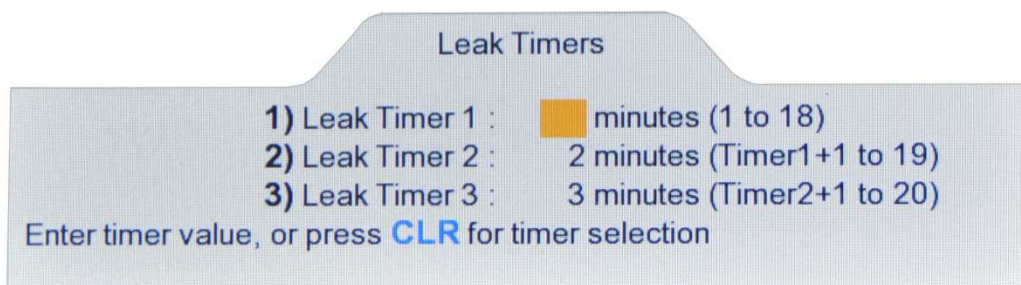 Leak Timers
1) Leak Timer 1 : minutes (1 to 18)
2) Leak Timer 2 : 2 minutes (Timer1+1 to 19)
3) Leak Timer 3 : 3 minutes (Timer2+1 to 20)
Enter timer value, or press CLR for timer selection